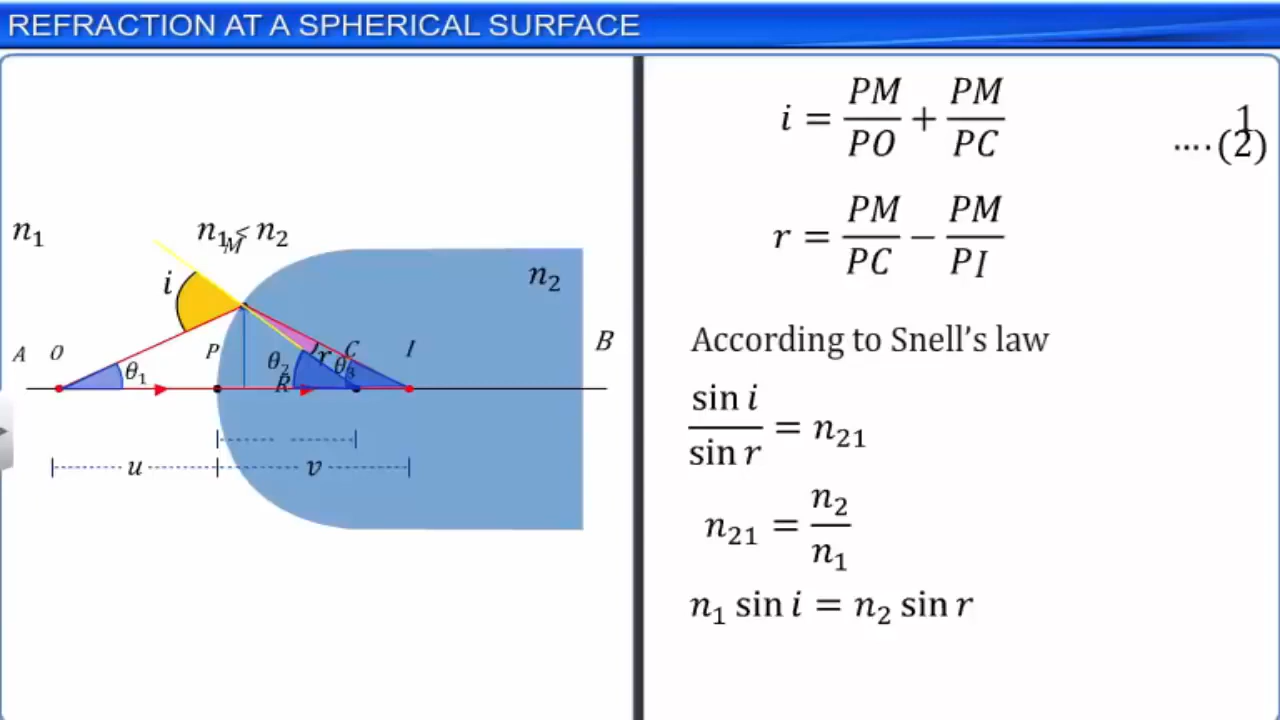 REFRACTION AT A SPHERICAL SURFACE
i = PM/PO + PM/PC
1
....(2)
r = PM/PC − PM/PI
According to Snell's law
sin i / sin r = n₂₁
n₂₁ = n₂/n₁
n₁ sin i = n₂ sin r
n₁
n₁ < n₂
M
n₂
i
A O P C I B
θ₁ θ₂ r θ₃
R
u v